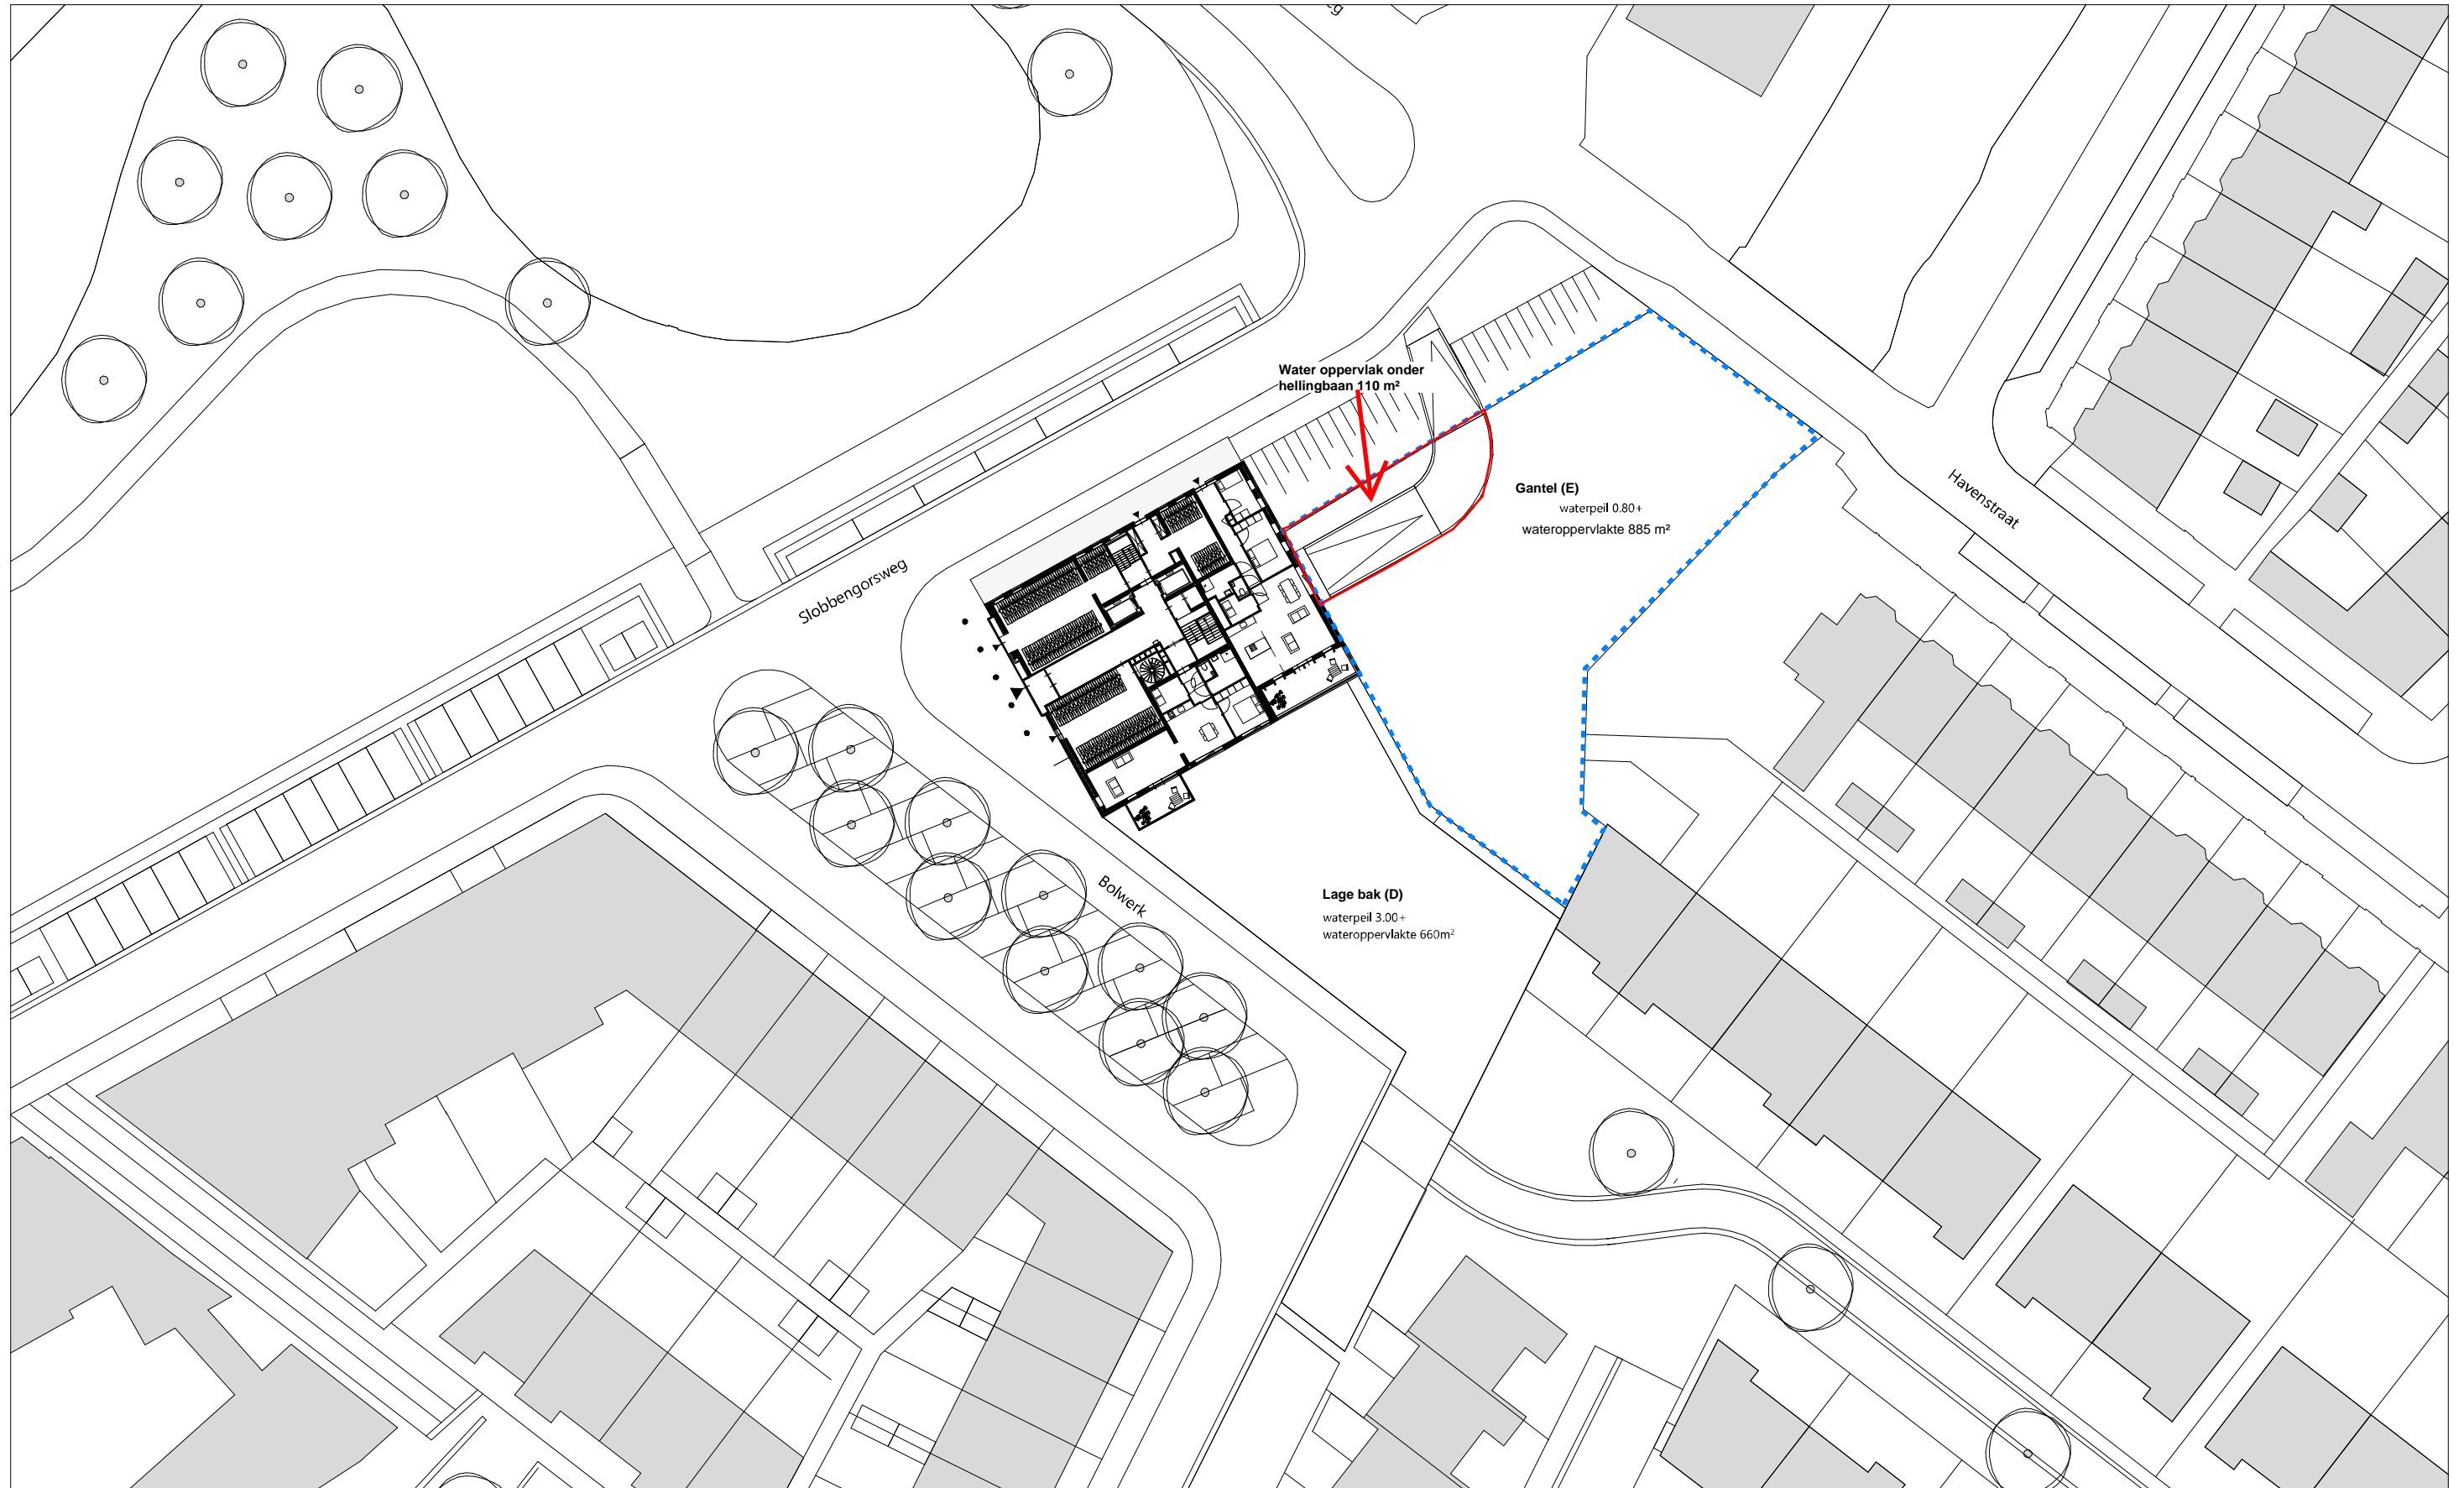 Water oppervlak onder
hellingbaan 110 m²
Gantel (E)
waterpeil 0.80+
wateroppervlakte 885 m²
Havenstraat
Slobbengorsweg
Bolwerk
Lage bak (D)
waterpeil 3.00+
wateroppervlakte 660m²